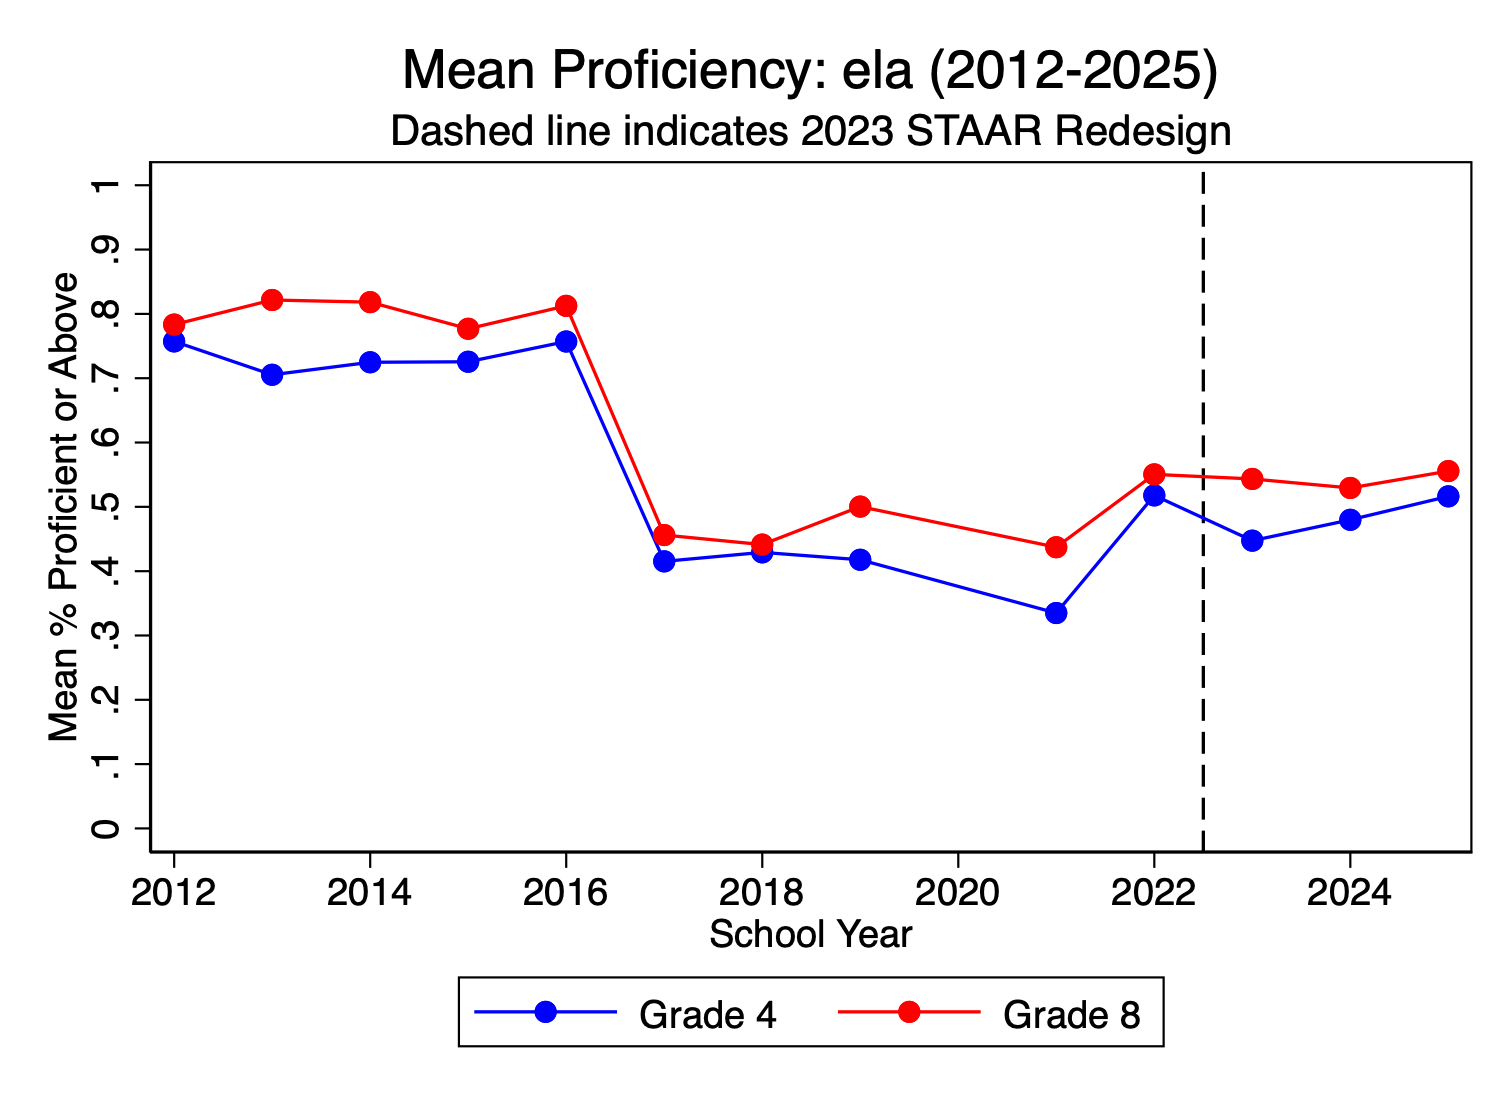 Mean Proficiency: ela (2012-2025)
Dashed line indicates 2023 STAAR Redesign
Mean % Proficient or Above
1
.9
.8
.7
.6
.5
.4
.3
.2
.1
0
2012 2014 2016 2018 2020 2022 2024
School Year
Grade 4 Grade 8